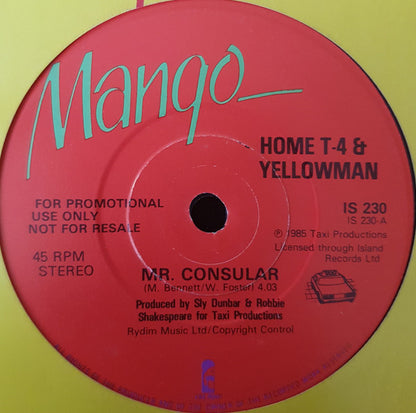 Mango
HOME T-4 &
YELLOWMAN
FOR PROMOTIONAL
USE ONLY
NOT FOR RESALE
IS 230
IS 230-A
Ⓟ 1985 Taxi Productions
Licensed through Island
Records Ltd
45 RPM
STEREO
MR. CONSULAR
(M. Bennett/W. Foster) 4.03
Produced by Sly Dunbar & Robbie
Shakespeare for Taxi Productions
Rydim Music Ltd/Copyright Control